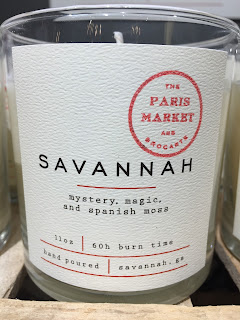 THE
PARIS
MARKET
AND
BROCANTE
SAVANNAH
mystery, magic,
and spanish moss
11oz | 60h burn time
hand poured | savannah, ga